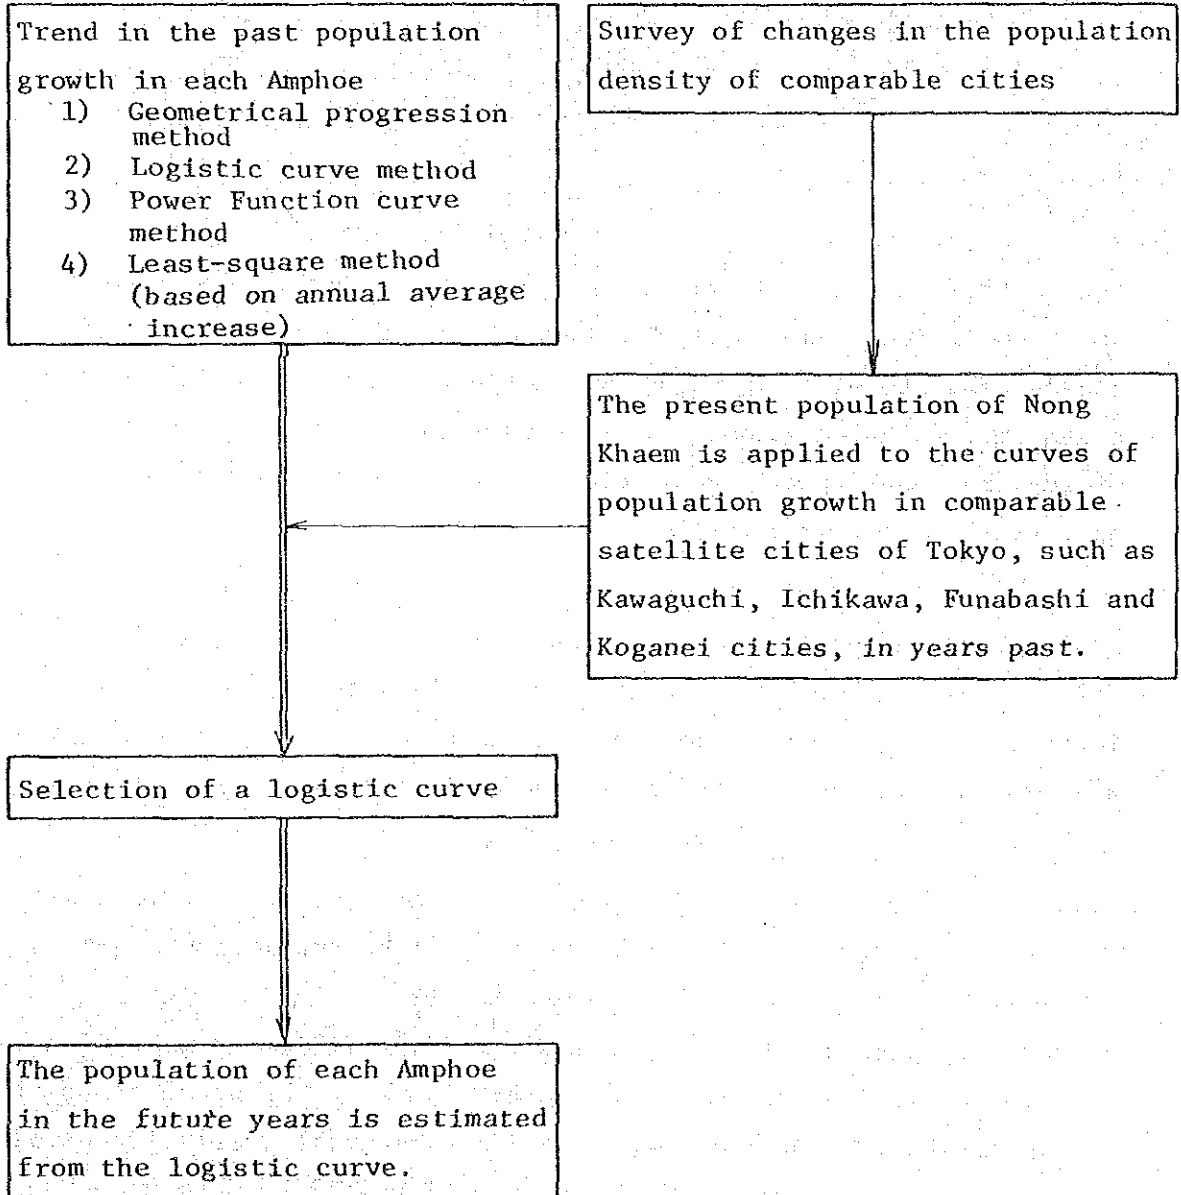 Trend in the past population
growth in each Amphoe
1) Geometrical progression
method
2) Logistic curve method
3) Power Function curve
method
4) Least-square method
(based on annual average
increase)
Survey of changes in the population
density of comparable cities
The present population of Nong
Khaem is applied to the curves of
population growth in comparable
satellite cities of Tokyo, such as
Kawaguchi, Ichikawa, Funabashi and
Koganei cities, in years past.
Selection of a logistic curve
The population of each Amphoe
in the future years is estimated
from the logistic curve.